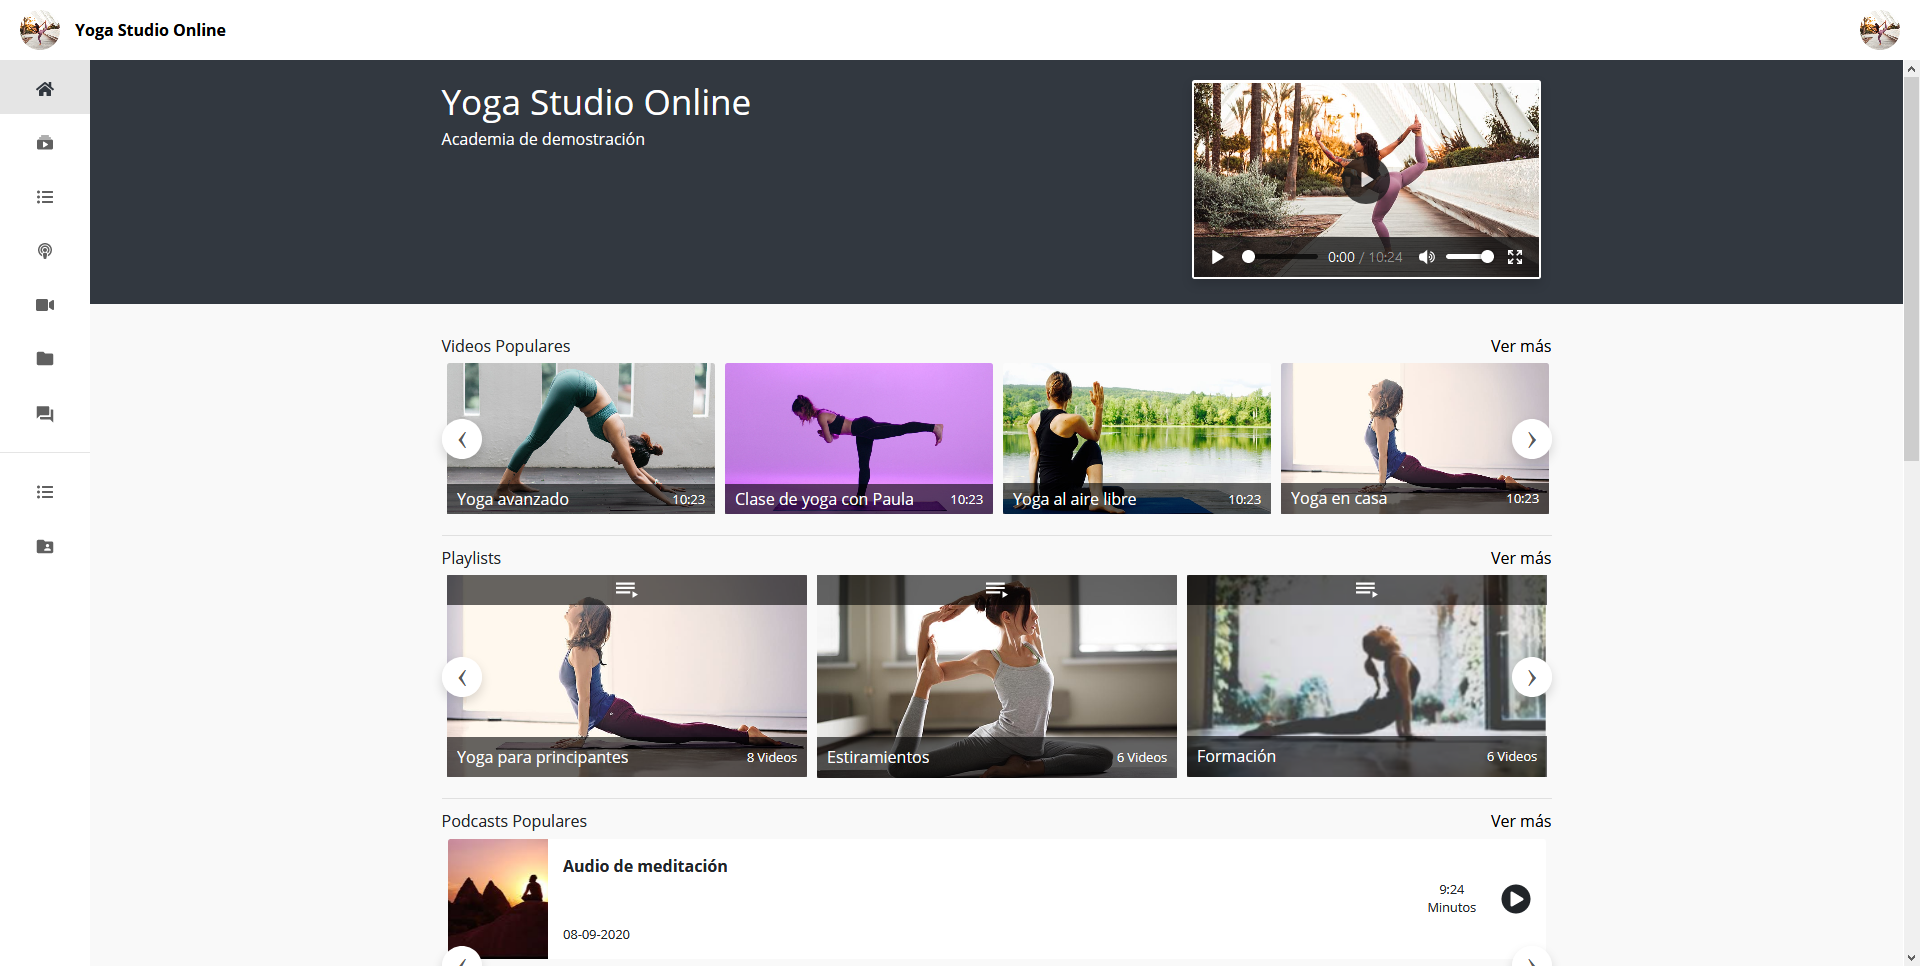 Yoga Studio Online
Yoga Studio Online
Academia de demostración
0:00 / 10:24
Videos Populares
Ver más
Yoga avanzado 10:23
Clase de yoga con Paula 10:23
Yoga al aire libre 10:23
Yoga en casa 10:23
Playlists
Ver más
Yoga para principantes 8 Videos
Estiramientos 6 Videos
Formación 6 Videos
Podcasts Populares
Ver más
Audio de meditación
9:24
Minutos
08-09-2020